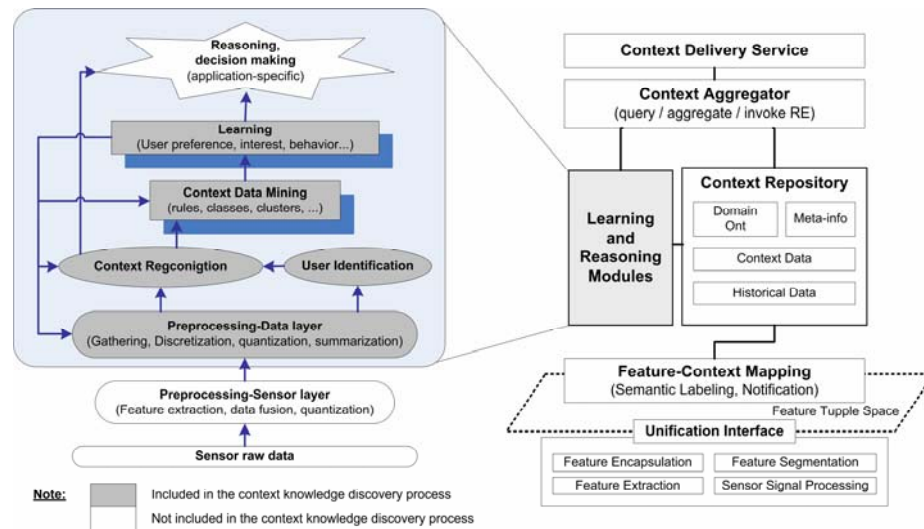 Reasoning,
decision making
(application-specific)
Learning
(User preference, interest, behavior...)
Context Data Mining
(rules, classes, clusters, ...)
Context Regconigtion
User Identification
Preprocessing-Data layer
(Gathering, Discretization, quantization, summarization)
Preprocessing-Sensor layer
(Feature extraction, data fusion, quantization)
Sensor raw data
Note:
Included in the context knowledge discovery process
Not included in the context knowledge discovery process
Context Delivery Service
Context Aggregator
(query / aggregate / invoke RE)
Learning
and
Reasoning
Modules
Context Repository
Domain
Ont
Meta-info
Context Data
Historical Data
Feature-Context Mapping
(Semantic Labeling, Notification)
Feature Tupple Space
Unification Interface
Feature Encapsulation
Feature Segmentation
Feature Extraction
Sensor Signal Processing